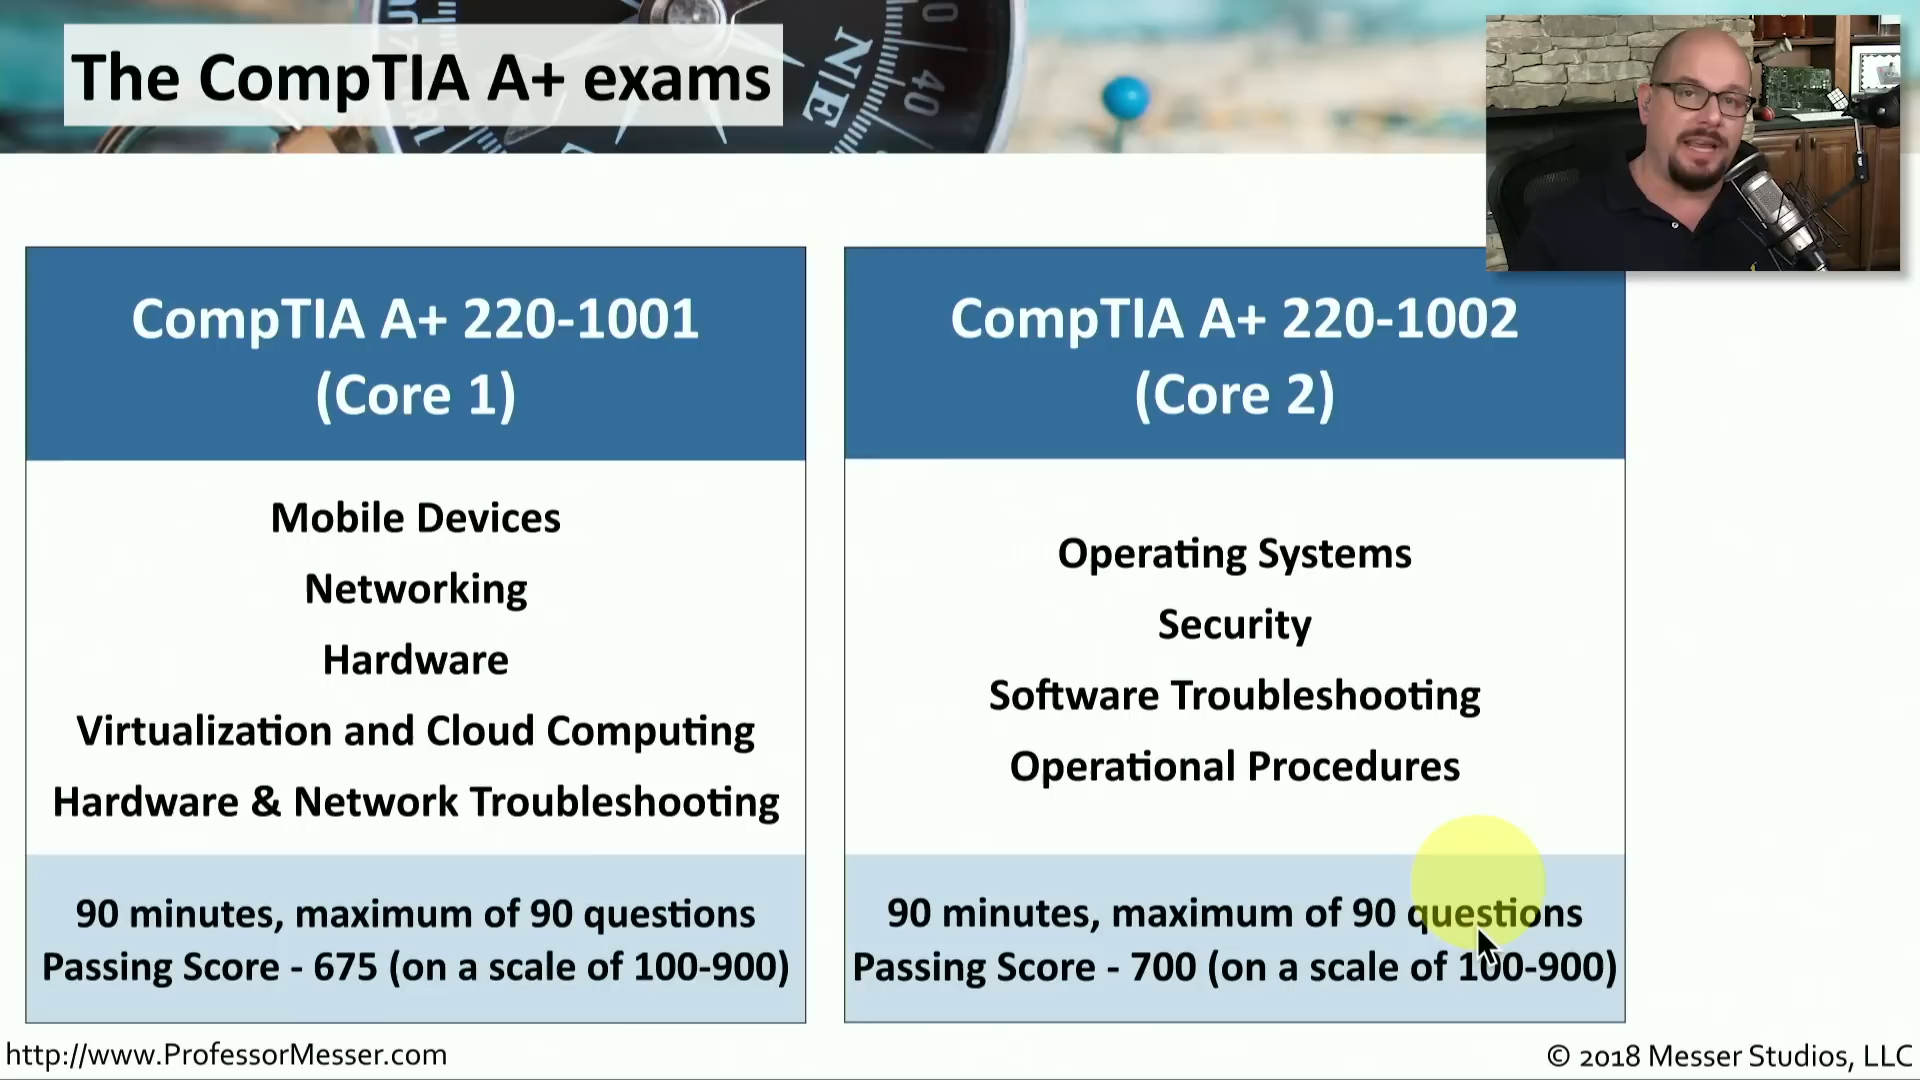 The CompTIA A+ exams
NE
40
CompTIA A+ 220-1001
(Core 1)
Mobile Devices
Networking
Hardware
Virtualization and Cloud Computing
Hardware & Network Troubleshooting
90 minutes, maximum of 90 questions
Passing Score - 675 (on a scale of 100-900)
CompTIA A+ 220-1002
(Core 2)
Operating Systems
Security
Software Troubleshooting
Operational Procedures
90 minutes, maximum of 90 questions
Passing Score - 700 (on a scale of 100-900)
http://www.ProfessorMesser.com
© 2018 Messer Studios, LLC